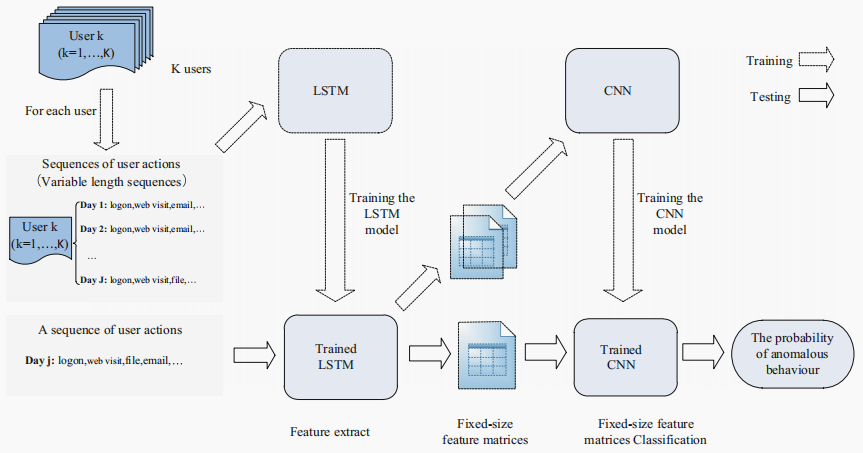 User k
(k=1,…,K)
K users
For each user
Sequences of user actions
(Variable length sequences)
User k
(k=1,…,K)
Day 1: logon,web visit,email,…
Day 2: logon,web visit,email,…
…
Day J: logon,web visit,file,…
A sequence of user actions
Day j: logon,web visit,file,email,…
LSTM
Training the
LSTM
model
Trained
LSTM
Feature extract
Fixed-size
feature matrices
CNN
Training the
CNN
model
Trained
CNN
Fixed-size feature
matrices Classification
Training
Testing
The probability
of anomalous
behaviour